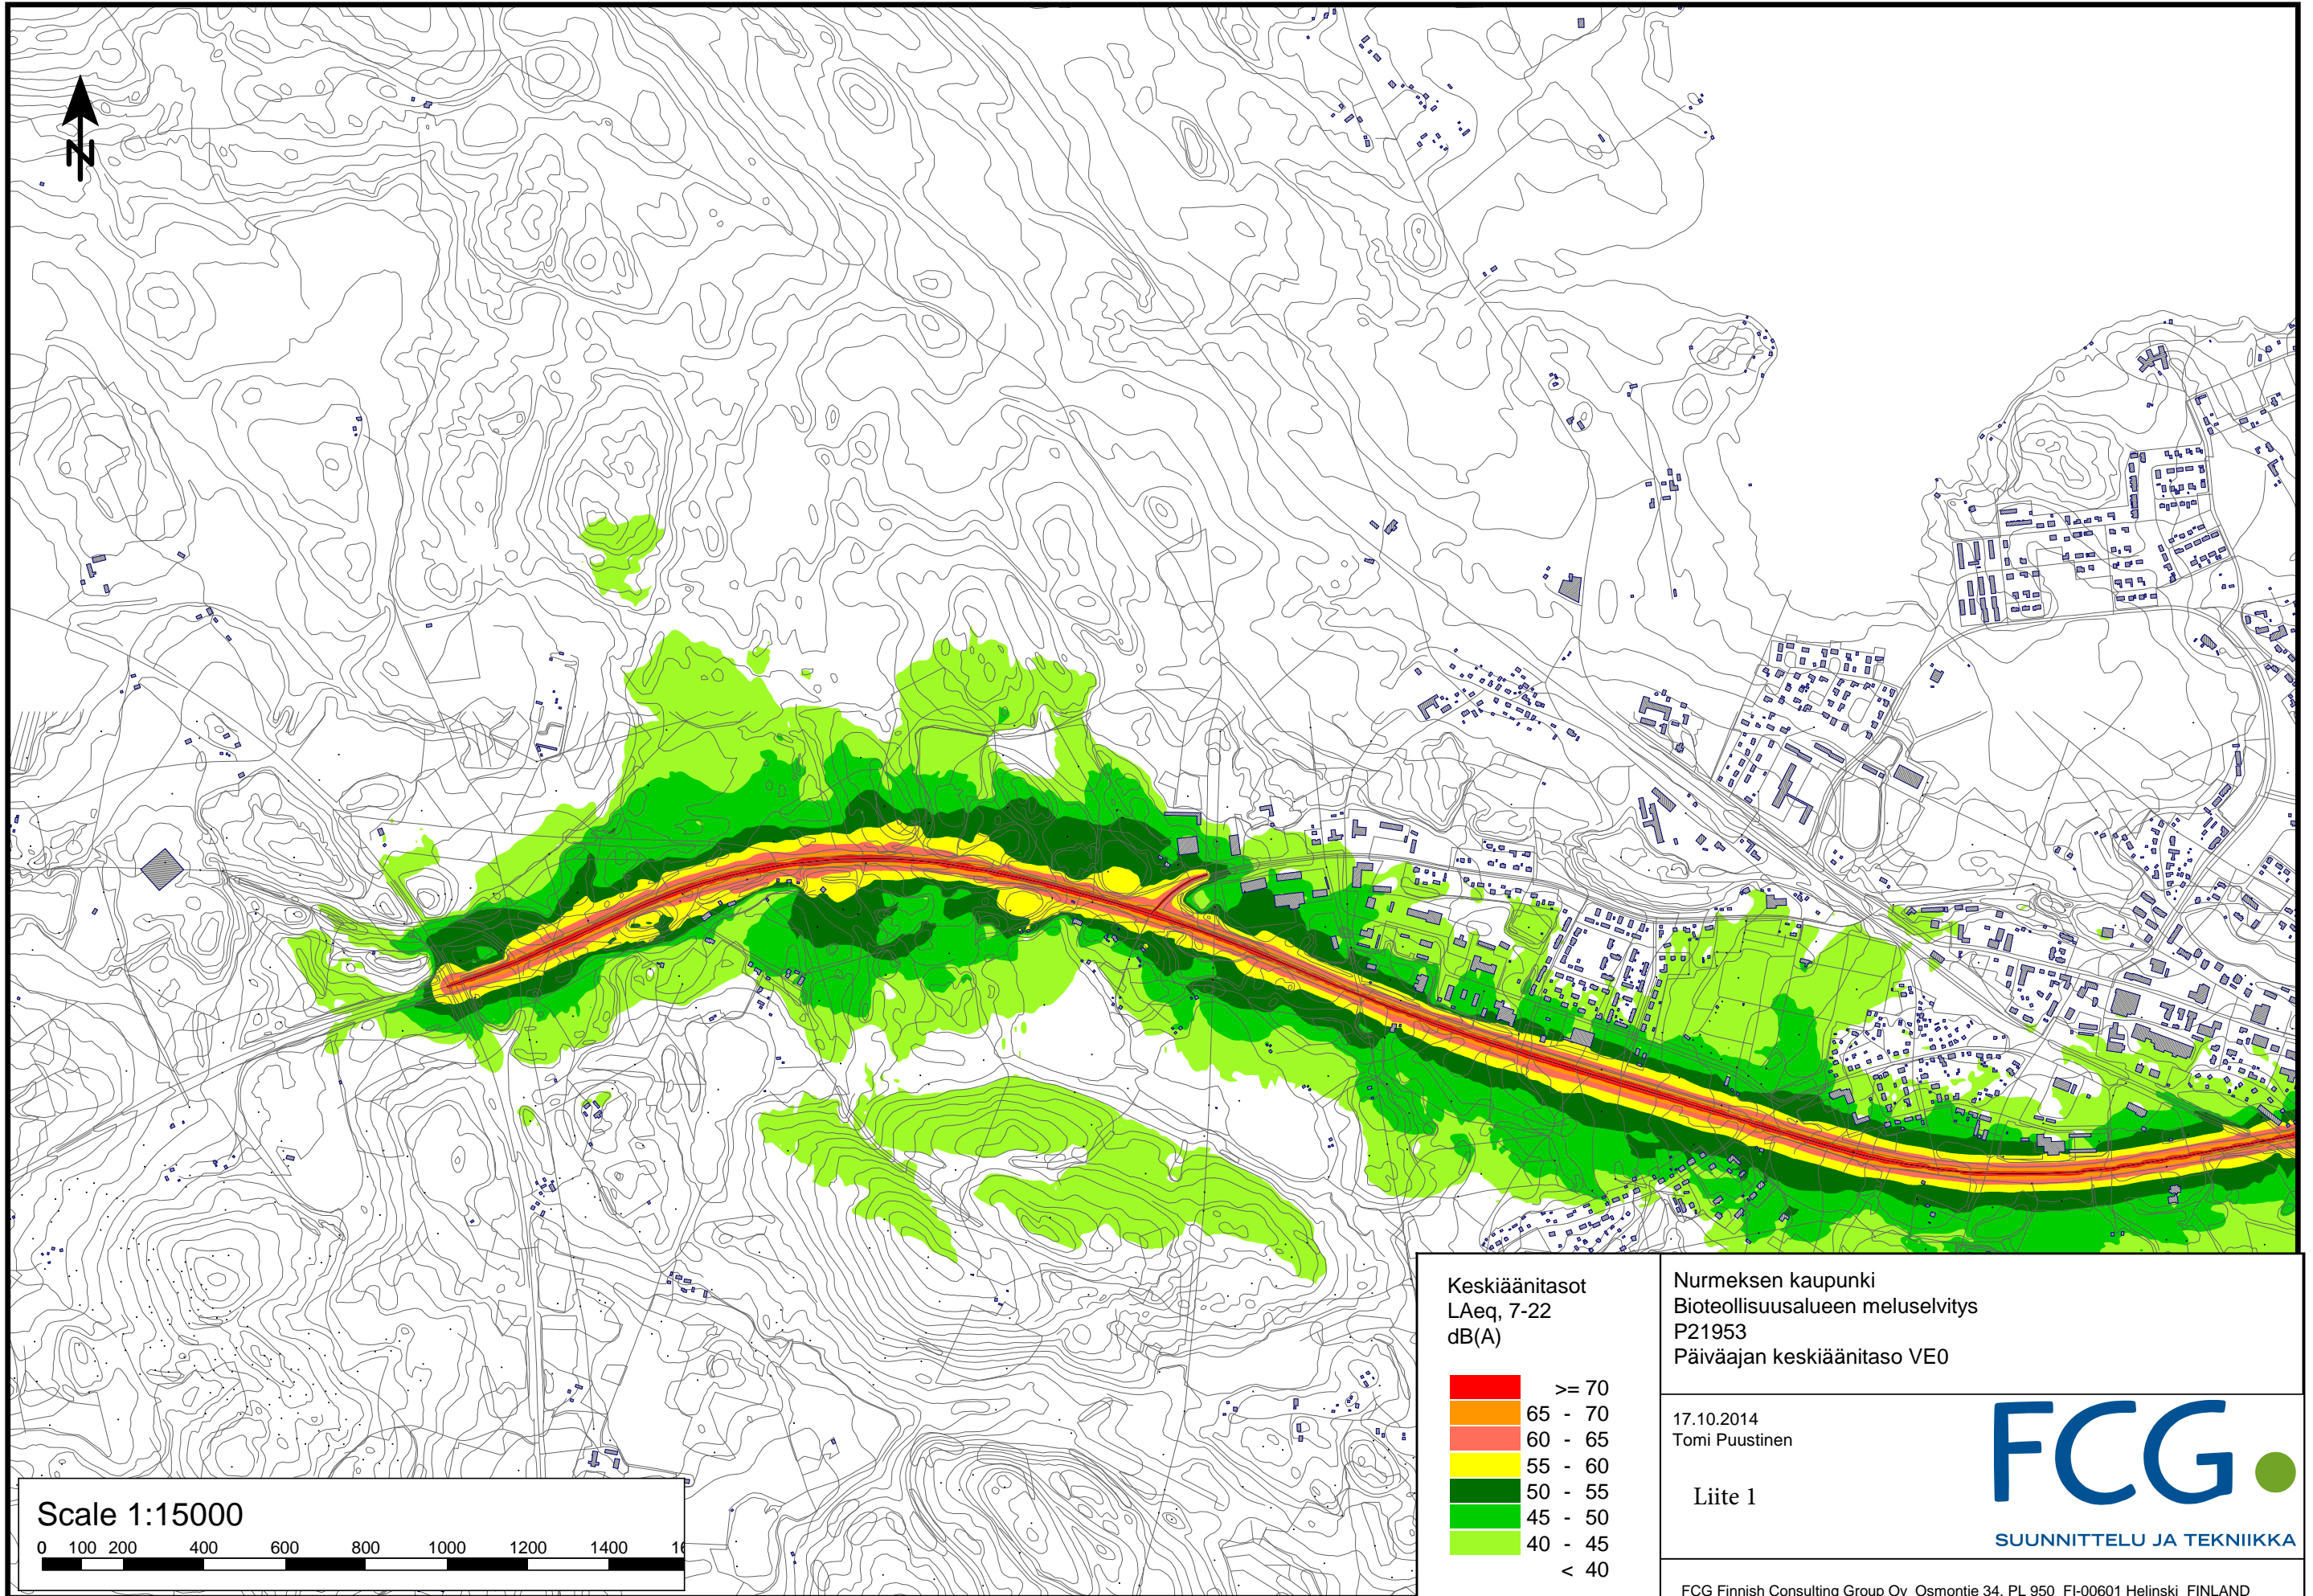 N
Scale 1:15000
0 100 200 400 600 800 1000 1200 1400 16
Keskiäänitasot
LAeq, 7-22
dB(A)
>= 70
65 - 70
60 - 65
55 - 60
50 - 55
45 - 50
40 - 45
< 40
Nurmeksen kaupunki
Bioteollisuusalueen meluselvitys
P21953
Päiväajan keskiäänitaso VE0
17.10.2014
Tomi Puustinen
Liite 1
FCG
SUUNNITTELU JA TEKNIIKKA
FCG Finnish Consulting Group Oy Osmontie 34, PL 950 FI-00601 Helinski FINLAND